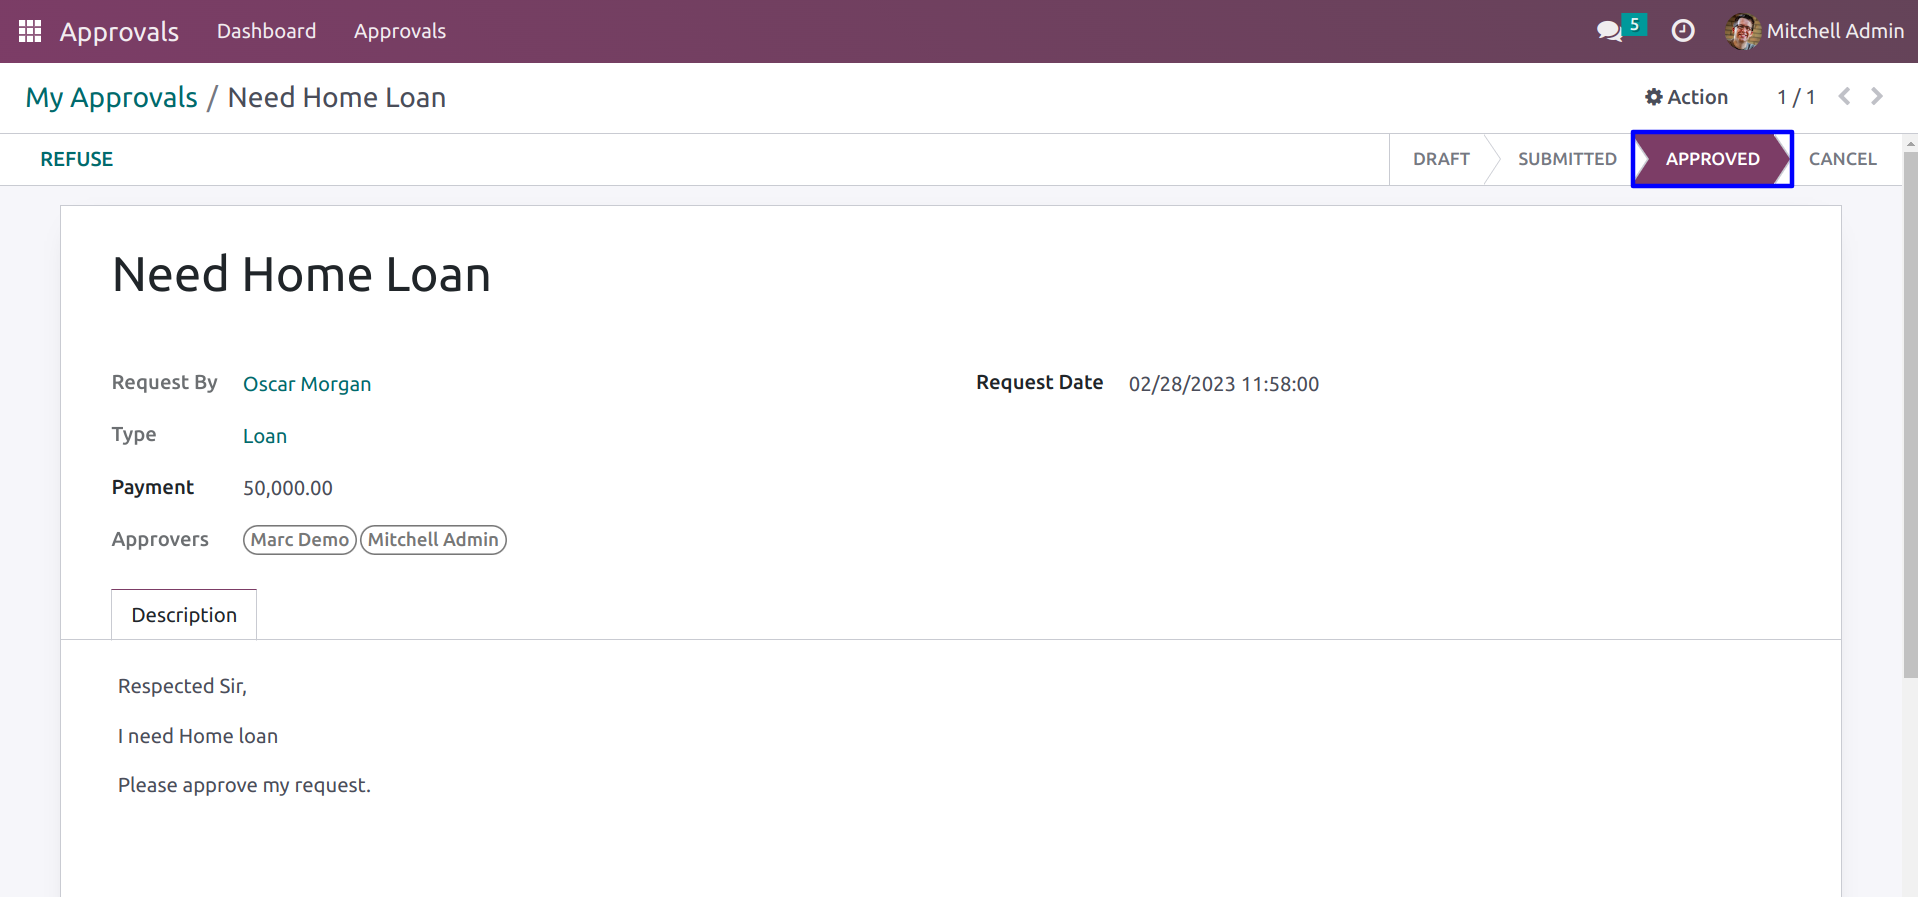 Approvals Dashboard Approvals 5 Mitchell Admin
My Approvals / Need Home Loan Action 1 / 1
REFUSE DRAFT SUBMITTED APPROVED CANCEL
Need Home Loan
Request By Oscar Morgan Request Date 02/28/2023 11:58:00
Type Loan
Payment 50,000.00
Approvers Marc Demo Mitchell Admin
Description
Respected Sir,
I need Home loan
Please approve my request.